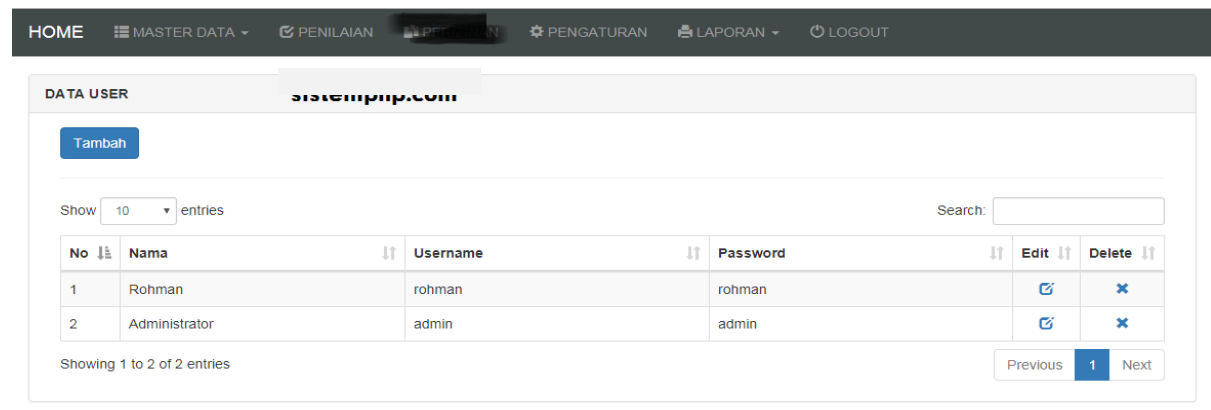 HOME MASTER DATA PENILAIAN PENGATURAN LAPORAN LOGOUT
DATA USER
Tambah
Show 10 entries Search:
No Nama Username Password Edit Delete
1 Rohman rohman rohman
2 Administrator admin admin
Showing 1 to 2 of 2 entries Previous 1 Next